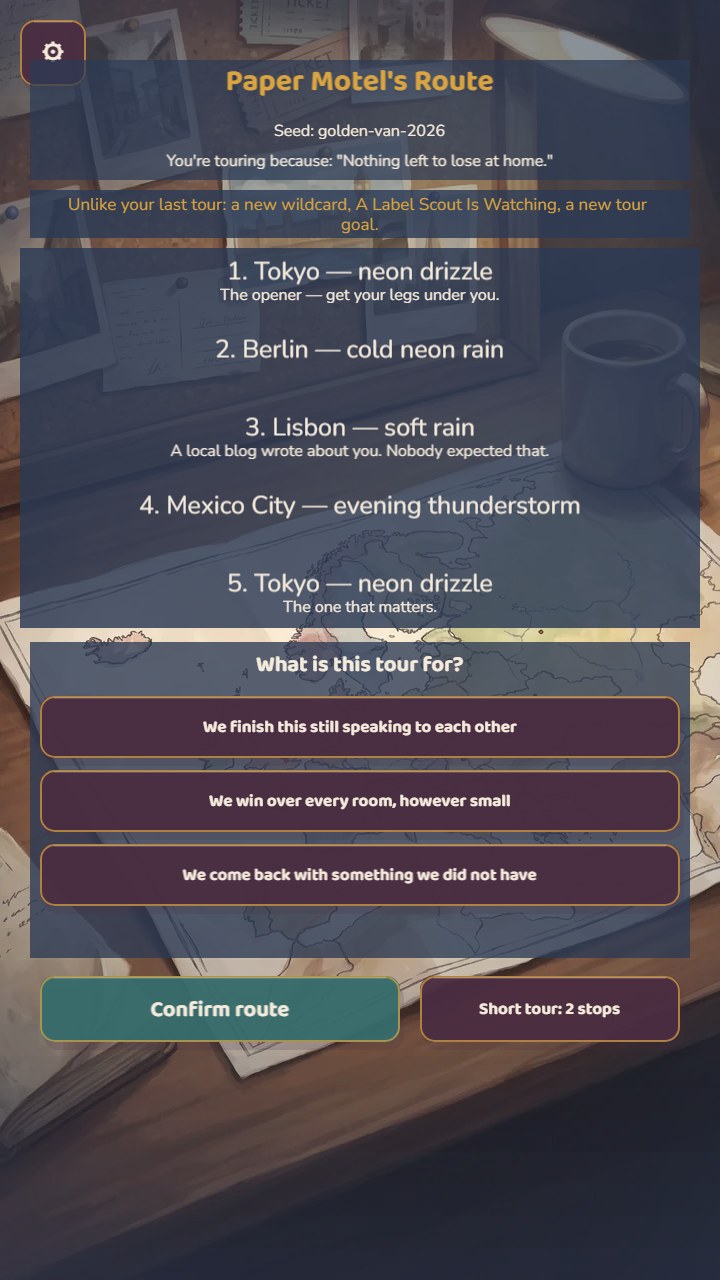 TICKET
Paper Motel's Route
Seed: golden-van-2026
You're touring because: "Nothing left to lose at home."
Unlike your last tour: a new wildcard, A Label Scout Is Watching, a new tour
goal.
1. Tokyo — neon drizzle
The opener — get your legs under you.
2. Berlin — cold neon rain
3. Lisbon — soft rain
A local blog wrote about you. Nobody expected that.
4. Mexico City — evening thunderstorm
5. Tokyo — neon drizzle
The one that matters.
What is this tour for?
We finish this still speaking to each other
We win over every room, however small
We come back with something we did not have
Confirm route
Short tour: 2 stops